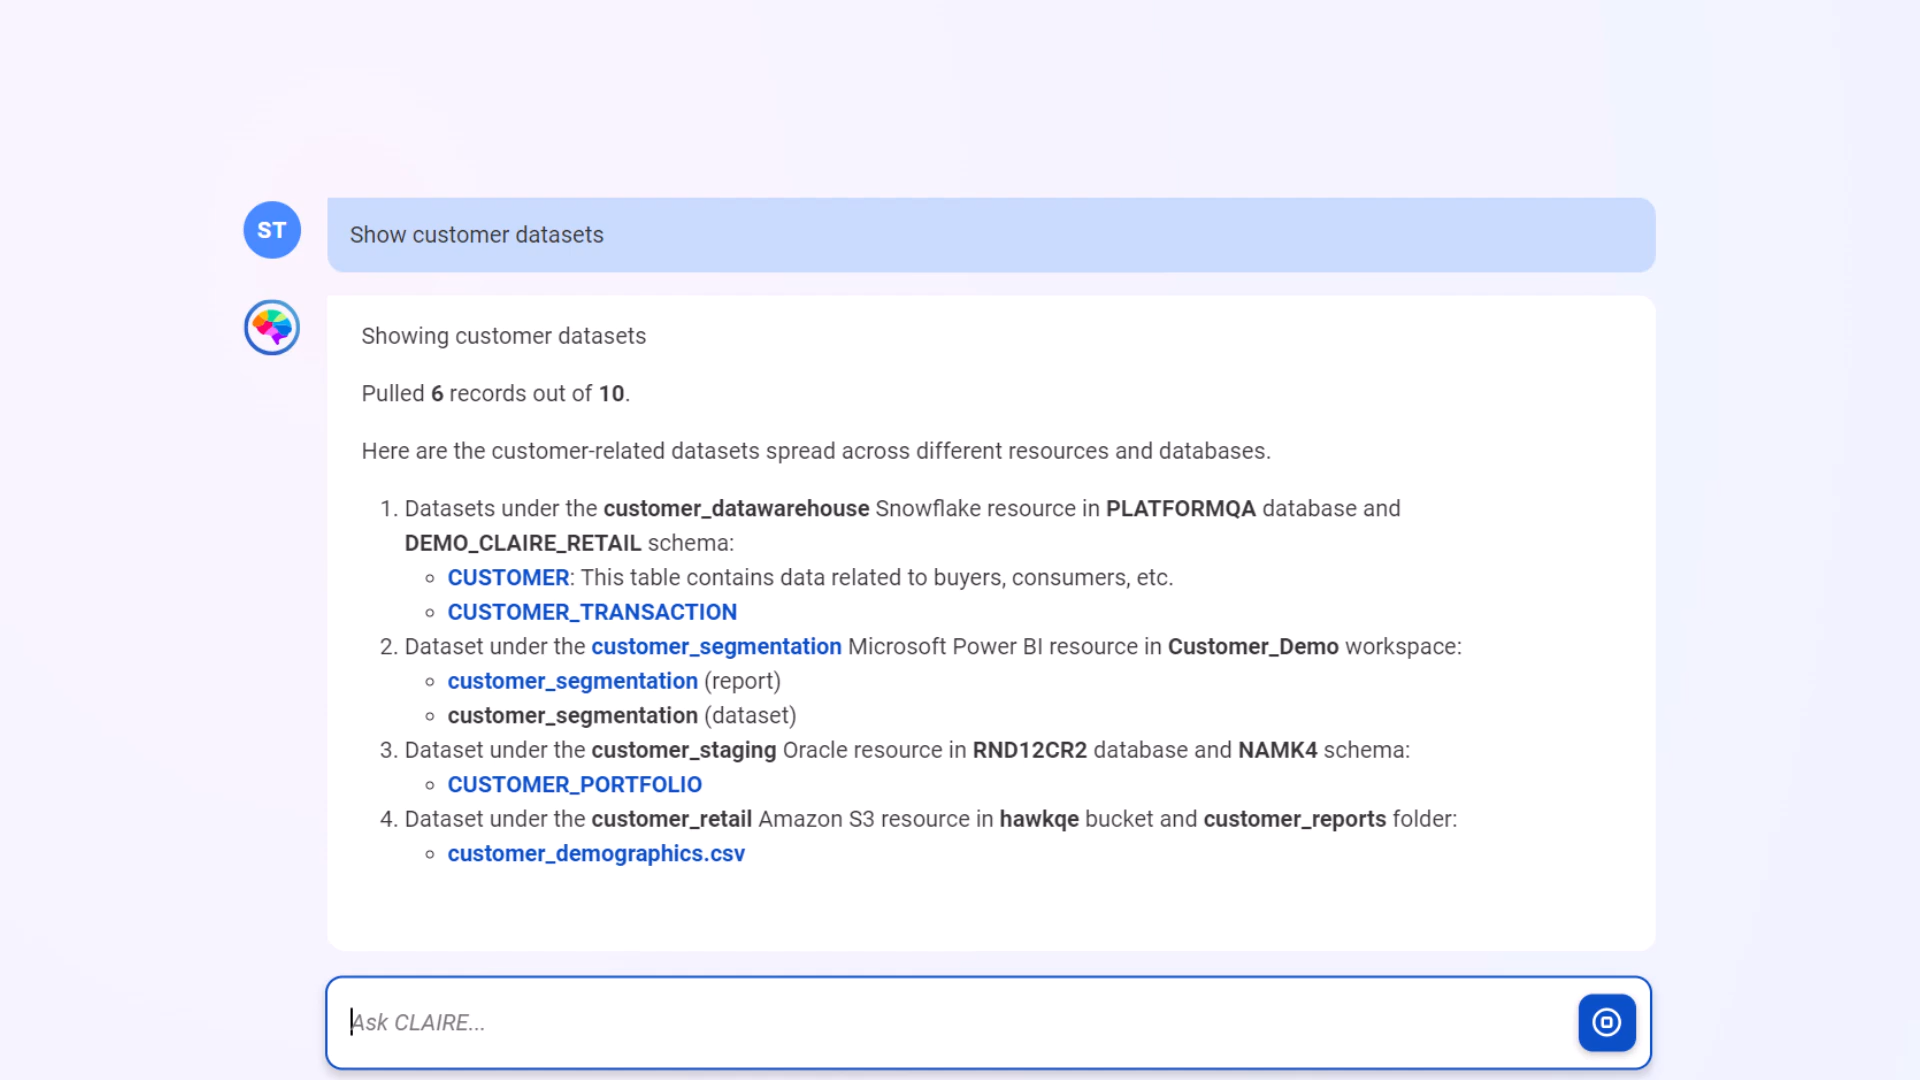 ST
Show customer datasets
Showing customer datasets
Pulled 6 records out of 10.
Here are the customer-related datasets spread across different resources and databases.
1. Datasets under the customer_datawarehouse Snowflake resource in PLATFORMQA database and
DEMO_CLAIRE_RETAIL schema:
○ CUSTOMER: This table contains data related to buyers, consumers, etc.
○ CUSTOMER_TRANSACTION
2. Dataset under the customer_segmentation Microsoft Power BI resource in Customer_Demo workspace:
○ customer_segmentation (report)
○ customer_segmentation (dataset)
3. Dataset under the customer_staging Oracle resource in RND12CR2 database and NAMK4 schema:
○ CUSTOMER_PORTFOLIO
4. Dataset under the customer_retail Amazon S3 resource in hawkqe bucket and customer_reports folder:
○ customer_demographics.csv
Ask CLAIRE...